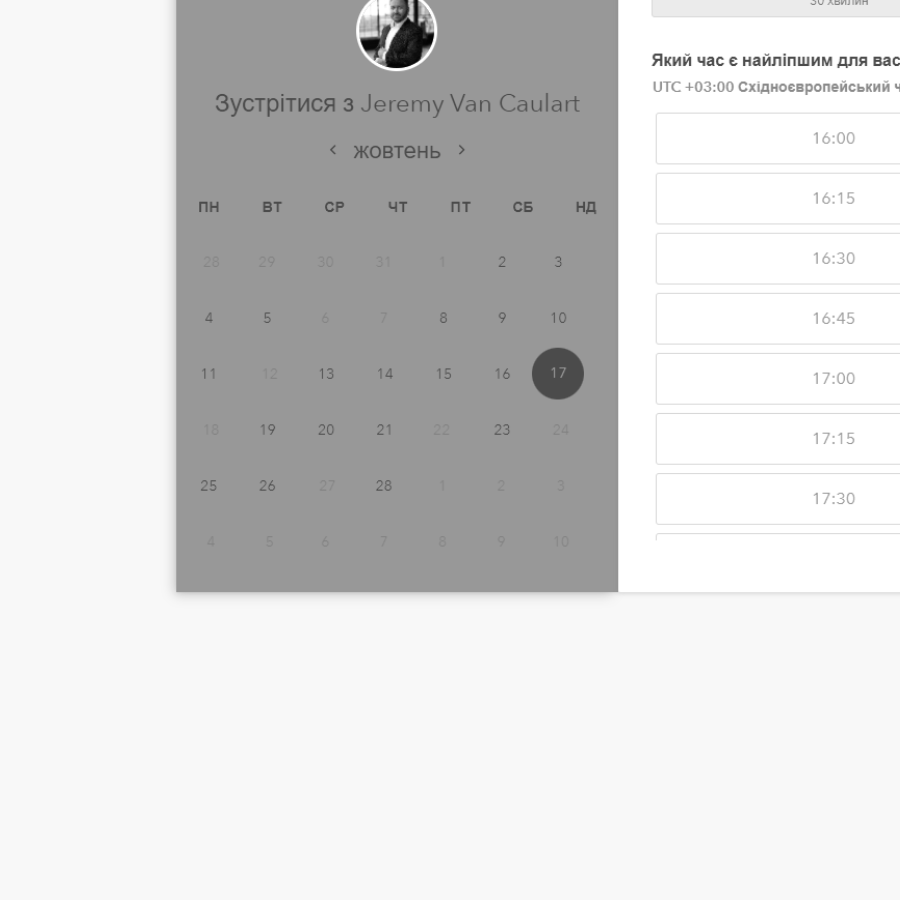 Зустрітися з Jeremy Van Caulart
‹ жовтень ›
ПН ВТ СР ЧТ ПТ СБ НД
28 29 30 31 1 2 3
4 5 6 7 8 9 10
11 12 13 14 15 16 17
18 19 20 21 22 23 24
25 26 27 28 1 2 3
4 5 6 7 8 9 10
30 хвилин
Який час є найліпшим для вас
UTC +03:00 Східноєвропейський ч
16:00
16:15
16:30
16:45
17:00
17:15
17:30